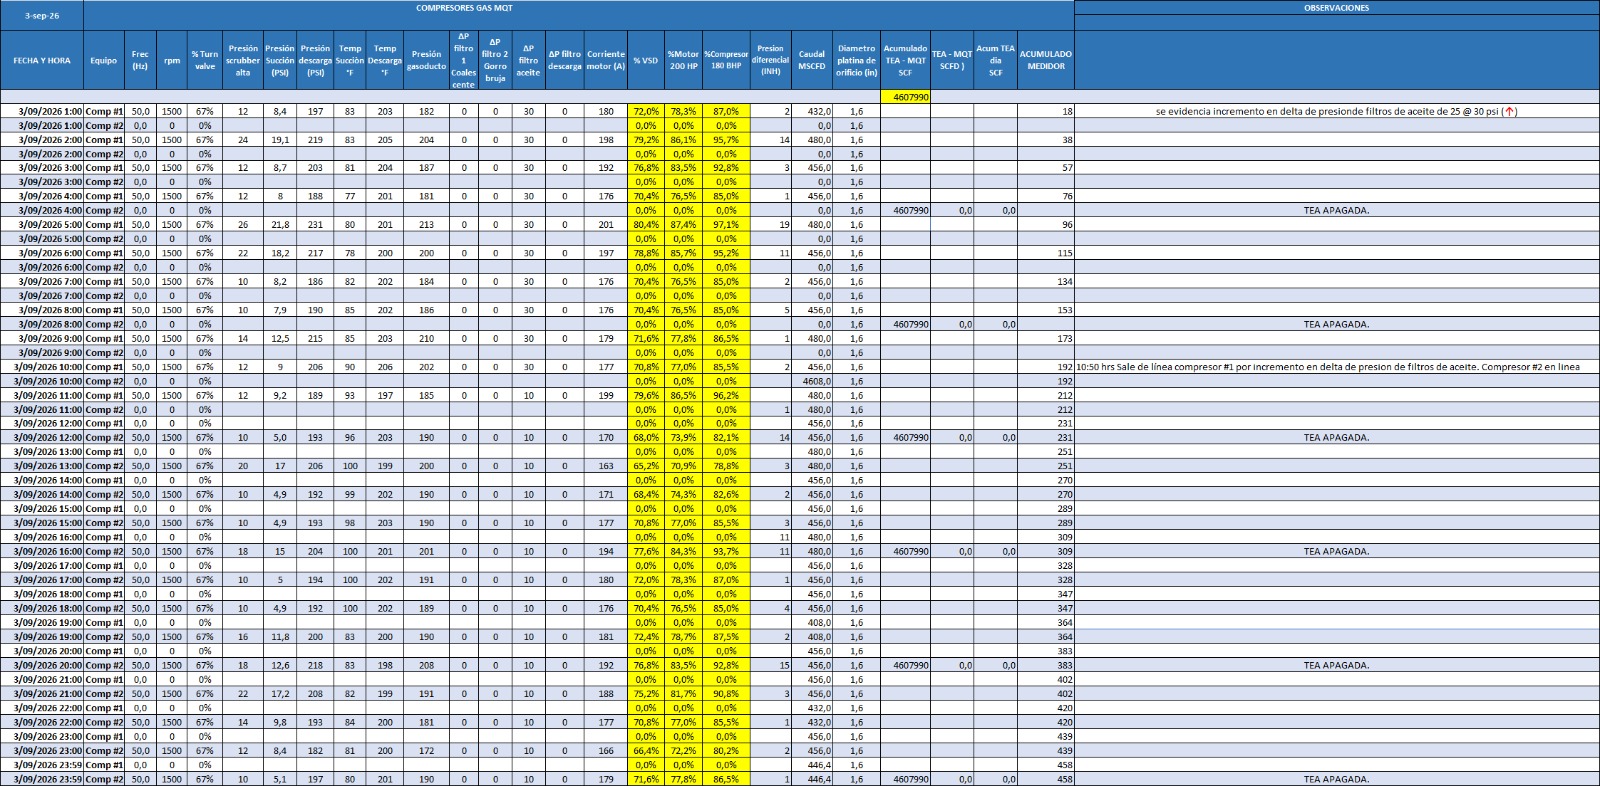 COMPRESORES GAS MQT OBSERVACIONES
3-sep-26
FECHA Y HORA Equipo Frec (Hz) rpm % Turn valve Presión scrubber alta Presión Succión (PSI) Presión descarga (PSI) Temp Succión °F Temp Descarga °F Presión gasoducto ΔP filtro 1 Coalescente ΔP filtro 2 Gorro bruja ΔP filtro aceite ΔP filtro descarga Corriente motor (A) % VSD %Motor 200 HP %Compresor 180 BHP Presion diferencial (INH) Caudal MSCFD Diametro platina de orificio (in) Acumulado TEA - MQT SCF TEA - MQT SCFD ) Acum TEA dia SCF ACUMULADO MEDIDOR
4607990
3/09/2026 1:00 Comp #1 50,0 1500 67% 12 8,4 197 83 203 182 0 0 30 0 180 72,0% 78,3% 87,0% 2 432,0 1,6 18 se evidencia incremento en delta de presionde filtros de aceite de 25 @ 30 psi (↑)
3/09/2026 1:00 Comp #2 0,0 0 0% 0,0% 0,0% 0,0% 0,0 1,6
3/09/2026 2:00 Comp #1 50,0 1500 67% 24 19,1 219 83 205 204 0 0 30 0 198 79,2% 86,1% 95,7% 14 480,0 1,6 38
3/09/2026 2:00 Comp #2 0,0 0 0% 0,0% 0,0% 0,0% 0,0 1,6
3/09/2026 3:00 Comp #1 50,0 1500 67% 12 8,7 203 81 204 187 0 0 30 0 192 76,8% 83,5% 92,8% 3 456,0 1,6 57
3/09/2026 3:00 Comp #2 0,0 0 0% 0,0% 0,0% 0,0% 0,0 1,6
3/09/2026 4:00 Comp #1 50,0 1500 67% 12 8 188 77 201 181 0 0 30 0 176 70,4% 76,5% 85,0% 1 456,0 1,6 76
3/09/2026 4:00 Comp #2 0,0 0 0% 0,0% 0,0% 0,0% 0,0 1,6 4607990 0,0 0,0 TEA APAGADA.
3/09/2026 5:00 Comp #1 50,0 1500 67% 26 21,8 231 80 201 213 0 0 30 0 201 80,4% 87,4% 97,1% 19 480,0 1,6 96
3/09/2026 5:00 Comp #2 0,0 0 0% 0,0% 0,0% 0,0% 0,0 1,6
3/09/2026 6:00 Comp #1 50,0 1500 67% 22 18,2 217 78 200 200 0 0 30 0 197 78,8% 85,7% 95,2% 11 456,0 1,6 115
3/09/2026 6:00 Comp #2 0,0 0 0% 0,0% 0,0% 0,0% 0,0 1,6
3/09/2026 7:00 Comp #1 50,0 1500 67% 10 8,2 186 82 202 184 0 0 30 0 176 70,4% 76,5% 85,0% 2 456,0 1,6 134
3/09/2026 7:00 Comp #2 0,0 0 0% 0,0% 0,0% 0,0% 0,0 1,6
3/09/2026 8:00 Comp #1 50,0 1500 67% 10 7,9 190 85 202 186 0 0 30 0 176 70,4% 76,5% 85,0% 5 456,0 1,6 153
3/09/2026 8:00 Comp #2 0,0 0 0% 0,0% 0,0% 0,0% 0,0 1,6 4607990 0,0 0,0 TEA APAGADA.
3/09/2026 9:00 Comp #1 50,0 1500 67% 14 12,5 215 85 203 210 0 0 30 0 179 71,6% 77,8% 86,5% 1 480,0 1,6 173
3/09/2026 9:00 Comp #2 0,0 0 0% 0,0% 0,0% 0,0% 0,0 1,6
3/09/2026 10:00 Comp #1 50,0 1500 67% 12 9 206 90 206 202 0 0 30 0 177 70,8% 77,0% 85,5% 2 456,0 1,6 192 10:50 hrs Sale de línea compresor #1 por incremento en delta de presion de filtros de aceite. Compresor #2 en linea
3/09/2026 10:00 Comp #2 0,0 0 0% 0,0% 0,0% 0,0% 4608,0 1,6 192
3/09/2026 11:00 Comp #1 50,0 1500 67% 12 9,2 189 93 197 185 0 0 10 0 199 79,6% 86,5% 96,2% 480,0 1,6 212
3/09/2026 11:00 Comp #2 0,0 0 0% 0,0% 0,0% 0,0% 1 480,0 1,6 212
3/09/2026 12:00 Comp #1 0,0 0 0% 0,0% 0,0% 0,0% 456,0 1,6 231
3/09/2026 12:00 Comp #2 50,0 1500 67% 10 5,0 193 96 203 190 0 0 10 0 170 68,0% 73,9% 82,1% 14 456,0 1,6 4607990 0,0 0,0 231 TEA APAGADA.
3/09/2026 13:00 Comp #1 0,0 0 0% 0,0% 0,0% 0,0% 480,0 1,6 251
3/09/2026 13:00 Comp #2 50,0 1500 67% 20 17 206 100 199 200 0 0 10 0 163 65,2% 70,9% 78,8% 3 480,0 1,6 251
3/09/2026 14:00 Comp #1 0,0 0 0% 0,0% 0,0% 0,0% 456,0 1,6 270
3/09/2026 14:00 Comp #2 50,0 1500 67% 10 4,9 192 99 202 190 0 0 10 0 171 68,4% 74,3% 82,6% 2 456,0 1,6 270
3/09/2026 15:00 Comp #1 0,0 0 0% 0,0% 0,0% 0,0% 456,0 1,6 289
3/09/2026 15:00 Comp #2 50,0 1500 67% 10 4,9 193 98 203 190 0 0 10 0 177 70,8% 77,0% 85,5% 3 456,0 1,6 289
3/09/2026 16:00 Comp #1 0,0 0 0% 0,0% 0,0% 0,0% 11 480,0 1,6 309
3/09/2026 16:00 Comp #2 50,0 1500 67% 18 15 204 100 201 201 0 0 10 0 194 77,6% 84,3% 93,7% 11 480,0 1,6 4607990 0,0 0,0 309 TEA APAGADA.
3/09/2026 17:00 Comp #1 0,0 0 0% 0,0% 0,0% 0,0% 456,0 1,6 328
3/09/2026 17:00 Comp #2 50,0 1500 67% 10 5 194 100 202 191 0 0 10 0 180 72,0% 78,3% 87,0% 1 456,0 1,6 328
3/09/2026 18:00 Comp #1 0,0 0 0% 0,0% 0,0% 0,0% 456,0 1,6 347
3/09/2026 18:00 Comp #2 50,0 1500 67% 10 4,9 192 100 202 189 0 0 10 0 176 70,4% 76,5% 85,0% 4 456,0 1,6 347
3/09/2026 19:00 Comp #1 0,0 0 0% 0,0% 0,0% 0,0% 408,0 1,6 364
3/09/2026 19:00 Comp #2 50,0 1500 67% 16 11,8 200 83 200 190 0 0 10 0 181 72,4% 78,7% 87,5% 2 408,0 1,6 364
3/09/2026 20:00 Comp #1 0,0 0 0% 0,0% 0,0% 0,0% 456,0 1,6 383
3/09/2026 20:00 Comp #2 50,0 1500 67% 18 12,6 218 83 198 208 0 0 10 0 192 76,8% 83,5% 92,8% 15 456,0 1,6 4607990 0,0 0,0 383 TEA APAGADA.
3/09/2026 21:00 Comp #1 0,0 0 0% 0,0% 0,0% 0,0% 456,0 1,6 402
3/09/2026 21:00 Comp #2 50,0 1500 67% 22 17,2 208 82 199 191 0 0 10 0 188 75,2% 81,7% 90,8% 3 456,0 1,6 402
3/09/2026 22:00 Comp #1 0,0 0 0% 0,0% 0,0% 0,0% 432,0 1,6 420
3/09/2026 22:00 Comp #2 50,0 1500 67% 14 9,8 193 84 200 181 0 0 10 0 177 70,8% 77,0% 85,5% 1 432,0 1,6 420
3/09/2026 23:00 Comp #1 0,0 0 0% 0,0% 0,0% 0,0% 456,0 1,6 439
3/09/2026 23:00 Comp #2 50,0 1500 67% 12 8,4 182 81 200 172 0 0 10 0 166 66,4% 72,2% 80,2% 2 456,0 1,6 439
3/09/2026 23:59 Comp #1 0,0 0 0% 0,0% 0,0% 0,0% 446,4 1,6 458
3/09/2026 23:59 Comp #2 50,0 1500 67% 10 5,1 197 80 201 190 0 0 10 0 179 71,6% 77,8% 86,5% 1 446,4 1,6 4607990 0,0 0,0 458 TEA APAGADA.